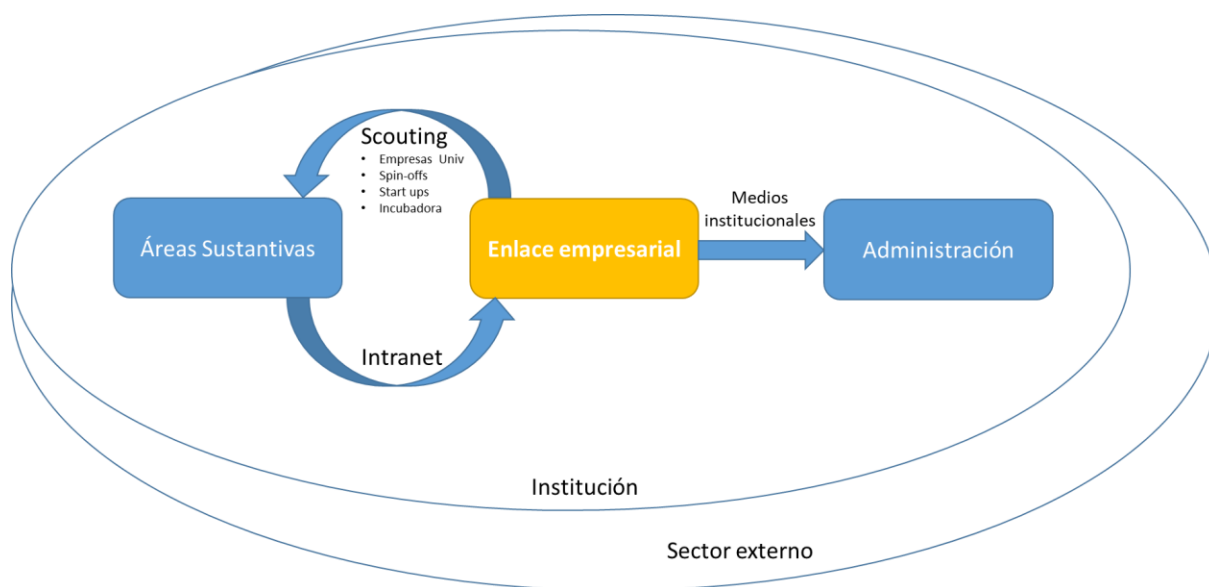 Scouting
• Empresas Univ
• Spin-offs
• Start ups
• Incubadora
Medios
institucionales
Áreas Sustantivas
Enlace empresarial
Administración
Intranet
Institución
Sector externo